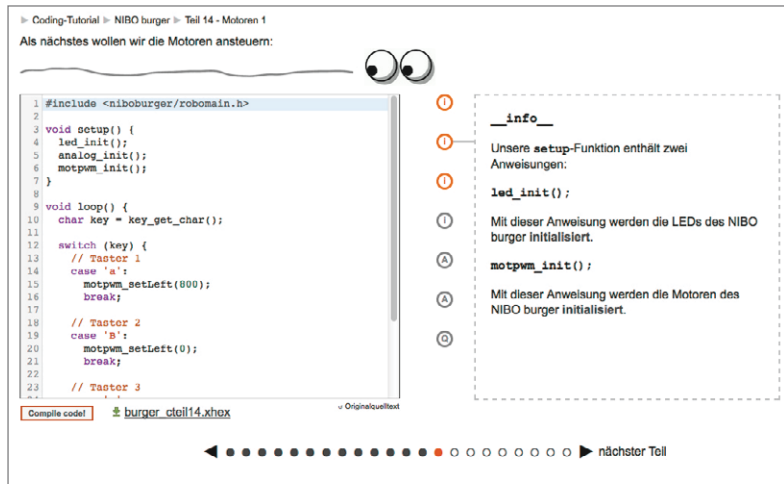 Coding-Tutorial NIBO burger Teil 14 - Motoren 1
Als nächstes wollen wir die Motoren ansteuern:
1 #include <niboburger/robomain.h>
2
3 void setup() {
4 led_init();
5 analog_init();
6 motpwm_init();
7 }
8
9 void loop() {
10 char key = key_get_char();
11
12 switch (key) {
13 // Taster 1
14 case 'a':
15 motpwm_setLeft(800);
16 break;
17
18 // Taster 2
19 case 'B':
20 motpwm_setLeft(0);
21 break;
22
23 // Taster 3
Compile code!
burger_cteil14.xhex
Originalquelltext
I
I
I
I
A
A
Q
__info__
Unsere setup-Funktion enthält zwei
Anweisungen:
led_init();
Mit dieser Anweisung werden die LEDs des NIBO
burger initialisiert.
motpwm_init();
Mit dieser Anweisung werden die Motoren des
NIBO burger initialisiert.
nächster Teil